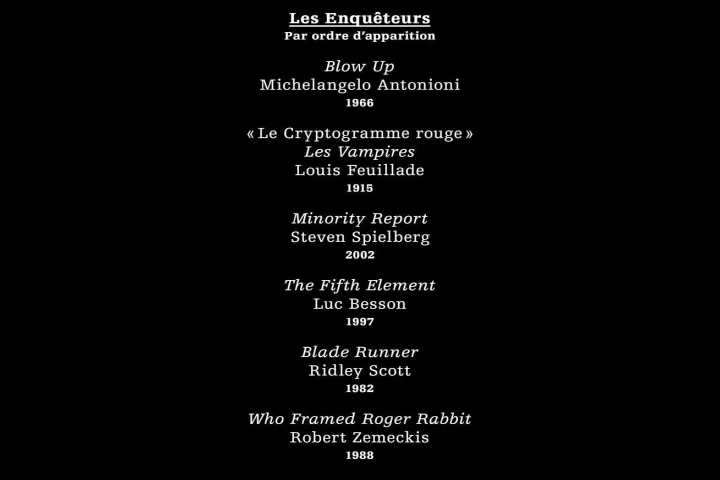 Les Enquêteurs
Par ordre d’apparition
Blow Up
Michelangelo Antonioni
1966
« Le Cryptogramme rouge »
Les Vampires
Louis Feuillade
1915
Minority Report
Steven Spielberg
2002
The Fifth Element
Luc Besson
1997
Blade Runner
Ridley Scott
1982
Who Framed Roger Rabbit
Robert Zemeckis
1988